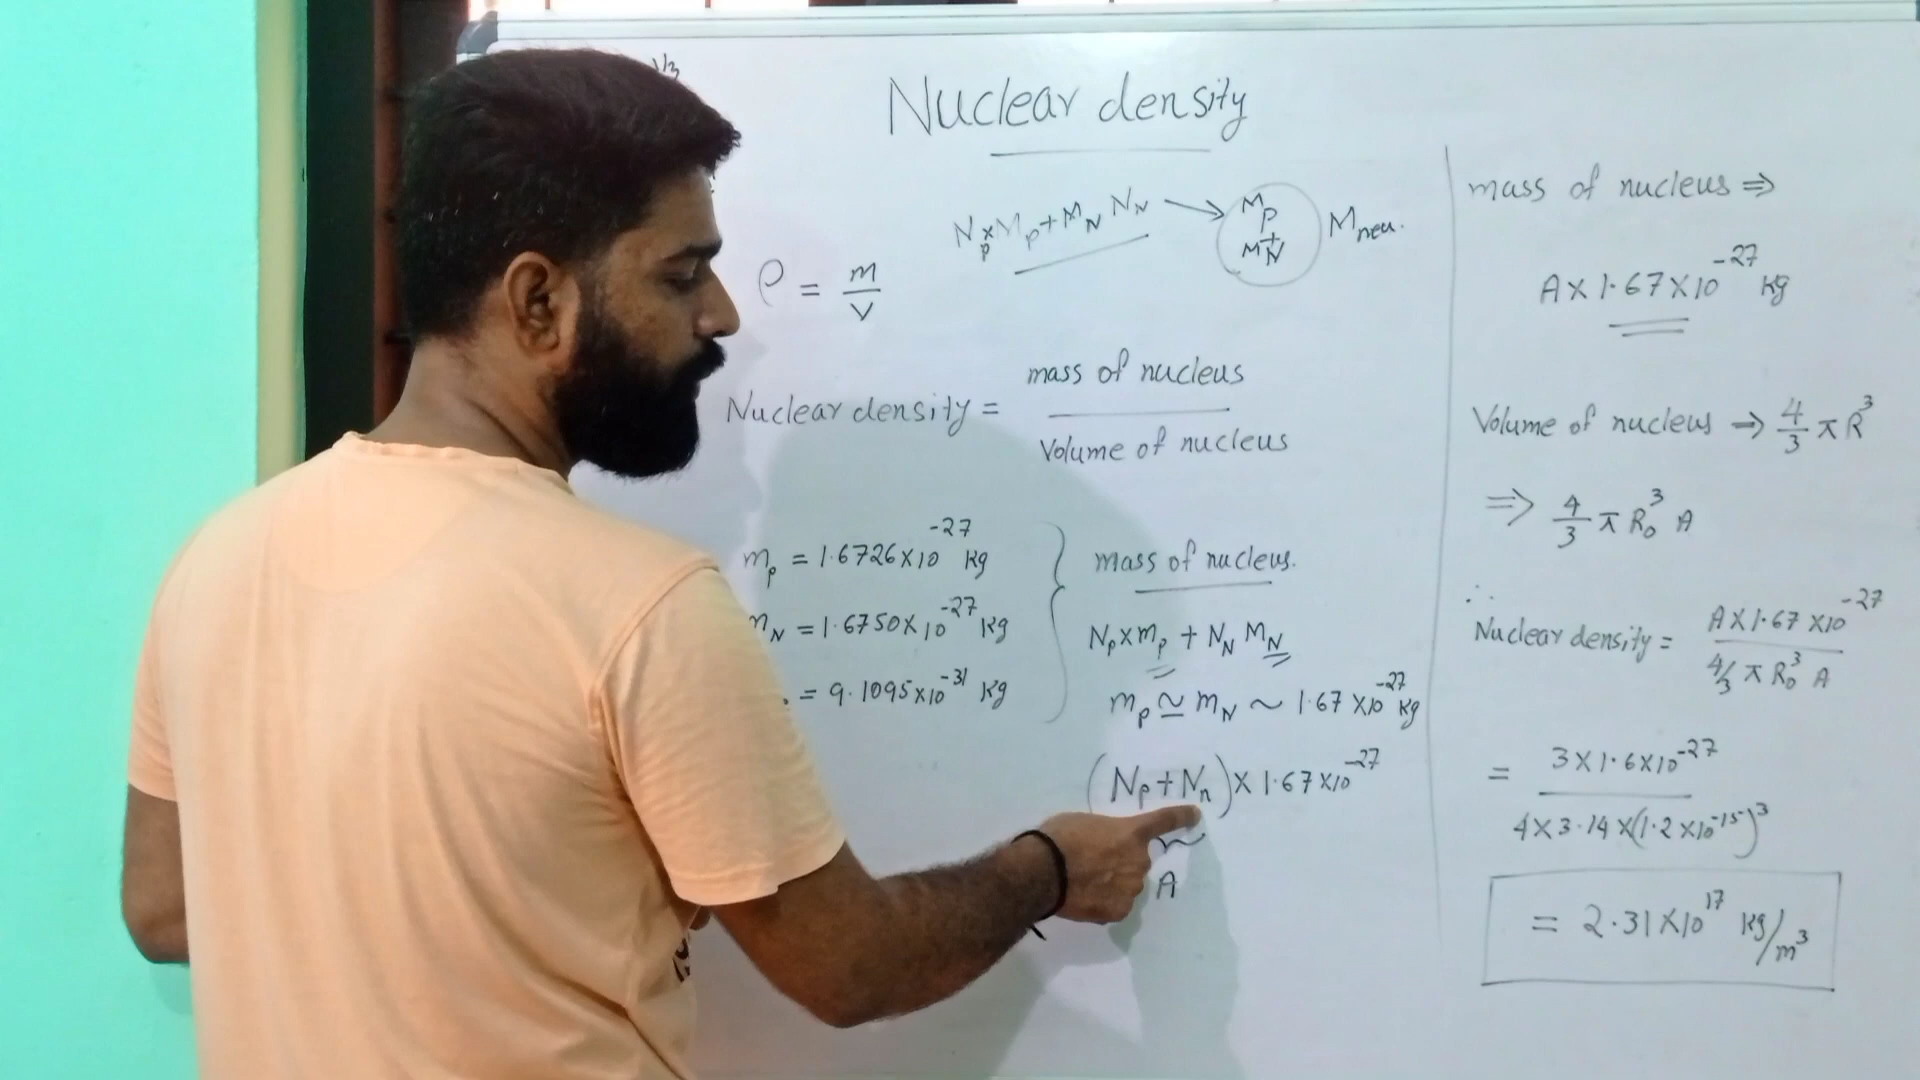 1/3
Nuclear density
Np×Mp+MN NN → Mp + MN Mneu.
ρ = m/V
Nuclear density = mass of nucleus / Volume of nucleus
mp = 1.6726×10^-27 kg
mN = 1.6750×10^-27 kg
= 9.1095×10^-31 kg
mass of nucleus.
Np×mp + NN MN
mp ≃ mN ~ 1.67×10^-27 kg
(Np+Nn)×1.67×10^-27
A
mass of nucleus ⇒
A×1.67×10^-27 kg
Volume of nucleus → 4/3 π R^3
⇒ 4/3 π R0^3 A
∴
Nuclear density = A×1.67×10^-27 / 4/3 π R0^3 A
= 3×1.6×10^-27 / 4×3.14×(1.2×10^-15)^3
= 2.31×10^17 kg/m^3